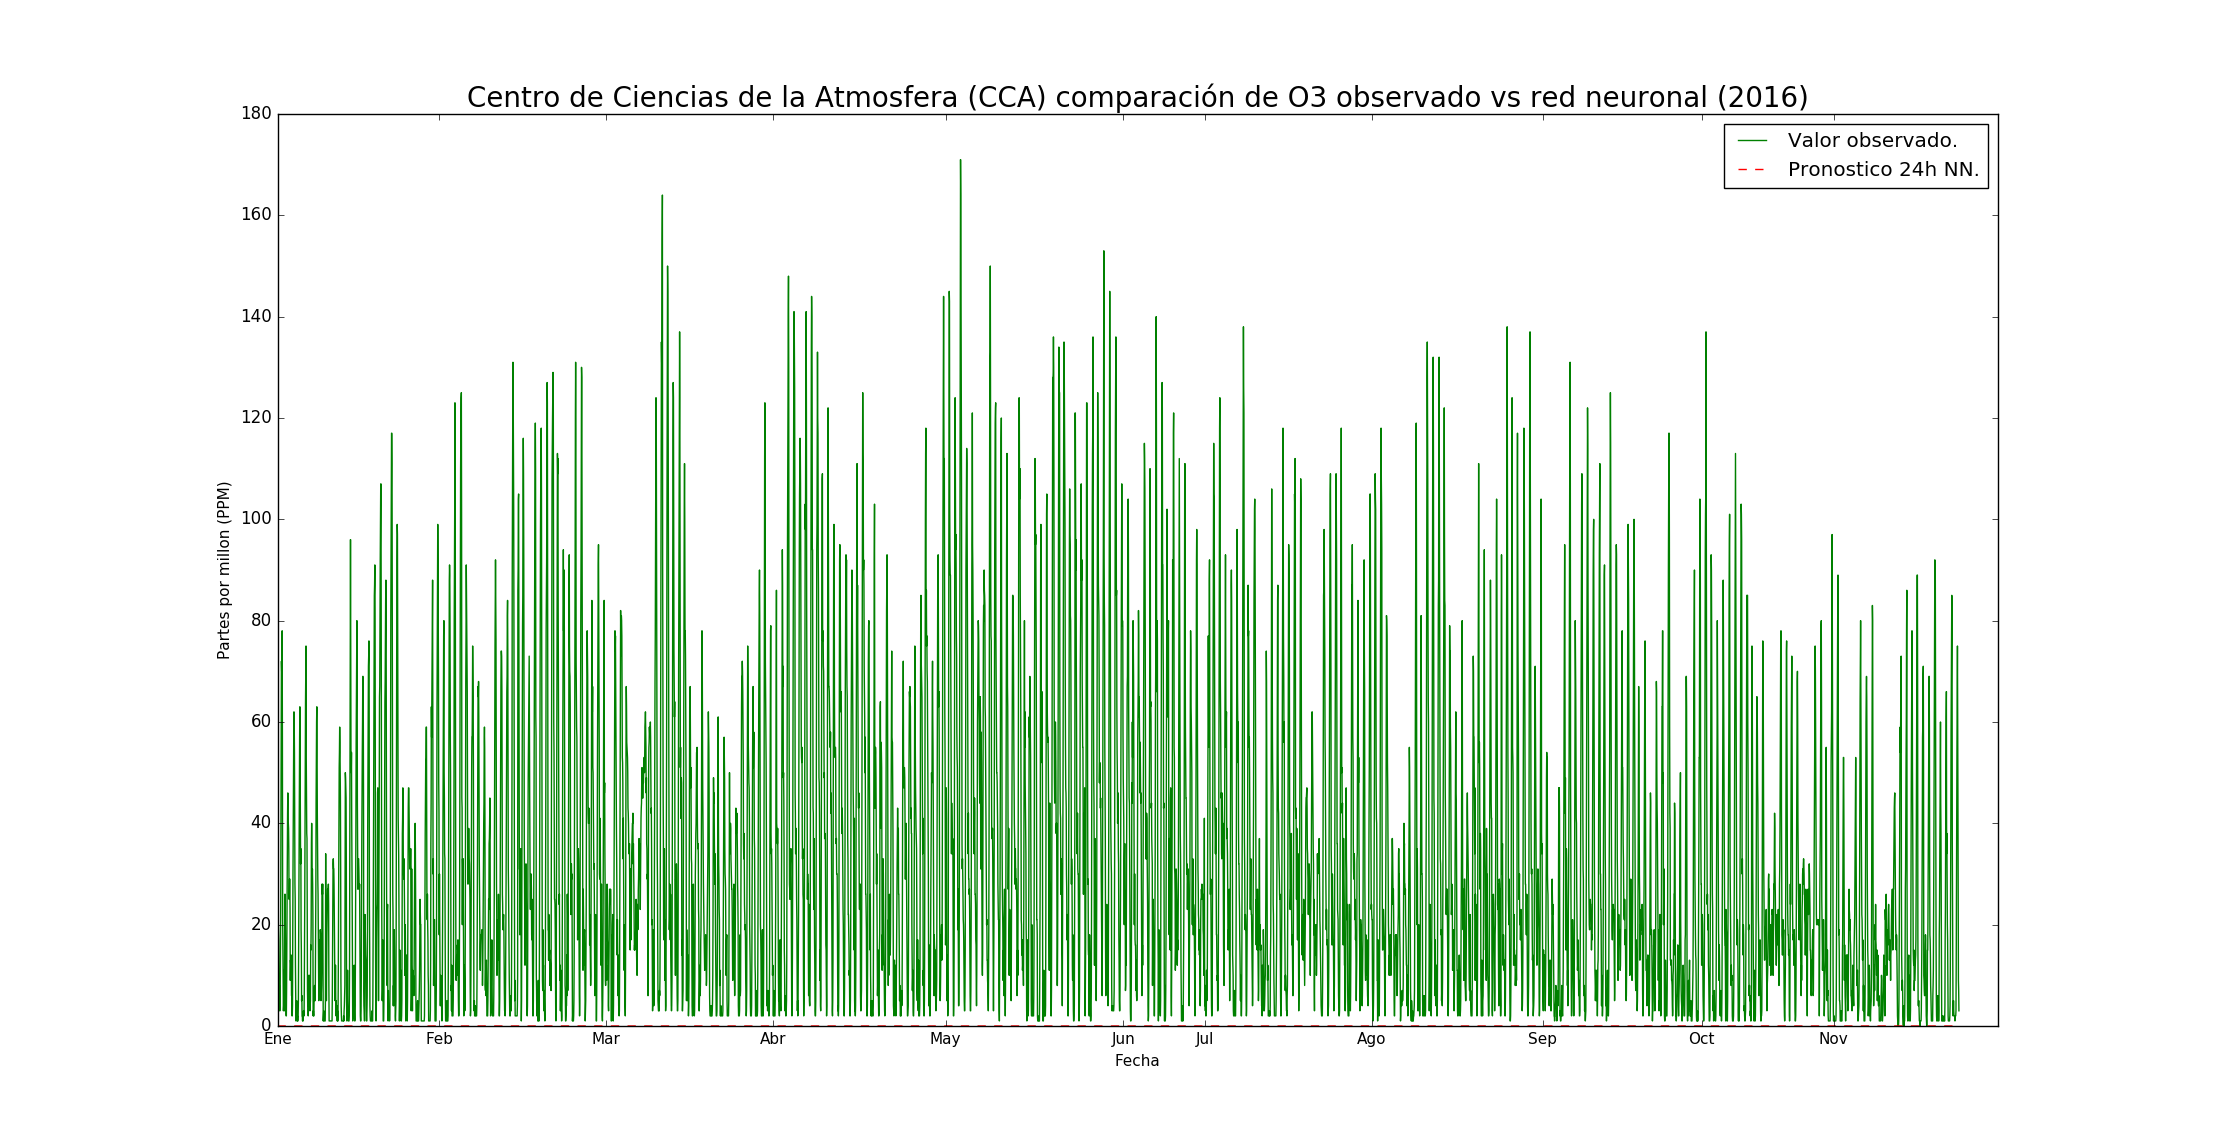 Centro de Ciencias de la Atmosfera (CCA) comparación de O3 observado vs red neuronal (2016)
Valor observado.
Pronostico 24h NN.
Partes por millon (PPM)
180
160
140
120
100
80
60
40
20
0
Ene Feb Mar Abr May Jun Jul Ago Sep Oct Nov
Fecha